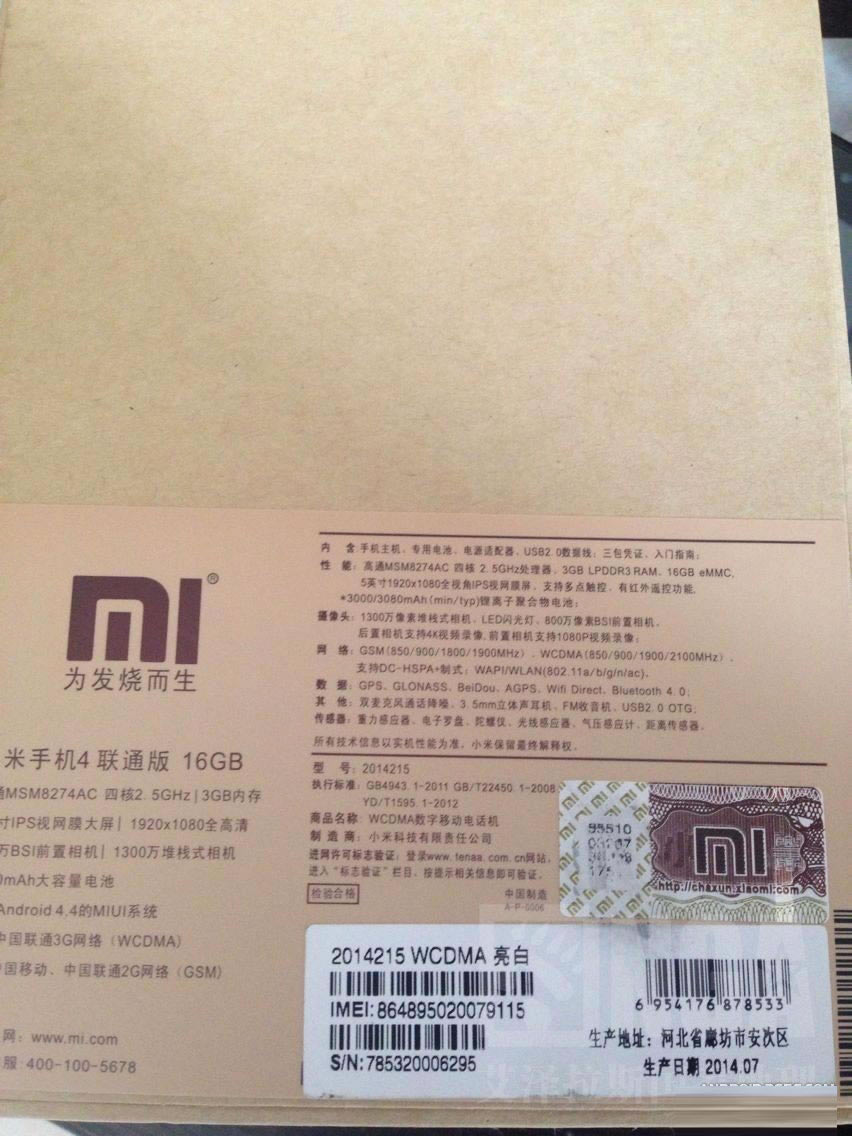 mi®
为发烧而生
米手机4 联通版 16GB
MSM8274AC 四核2.5GHz|3GB内存
寸IPS视网膜大屏| 1920x1080全高清
万BSI前置相机| 1300万堆栈式相机
0mAh大容量电池
Android 4.4的MIUI系统
中国联通3G网络 (WCDMA)
国移动、中国联通2G网络 (GSM)
网: www.mi.com
服:400-100-5678
内 含:手机主机、专用电池、电源适配器、USB2.0数据线;三包凭证、入门指南;
性 能: 高通MSM8274AC 四核 2.5GHz处理器、3GB LPDDR3 RAM、16GB eMMC、
5英寸1920x1080全视角IPS视网膜屏、支持多点触控、有红外遥控功能、
*3000/3080mAh(min/typ)锂离子聚合物电池;
摄像头: 1300万像素堆栈式相机、LED闪光灯、800万像素BSI前置相机、
后置相机支持4K视频录像,前置相机支持1080P视频录像;
网 络: GSM(850/900/1800/1900MHz) 、WCDMA(850/900/1900/2100MHz) 、
支持DC-HSPA+制式; WAPI/WLAN(802.11a/b/g/n/ac)、
数 据: GPS、GLONASS、BeiDou、AGPS、Wifi Direct、Bluetooth 4.0;
其 他: 双麦克风通话降噪、3.5mm立体声耳机、FM收音机、USB2.0 OTG;
传感器: 重力感应器、电子罗盘、陀螺仪、光线感应器、气压感应计、距离传感器。
所有技术信息以实机性能为准，小米保留最终解释权。
型 号: 2014215
执行标准: GB4943.1-2011 GB/T22450.1-2008
YD/T1595.1-2012
商品名称: WCDMA数字移动电话机
制 造 商: 小米科技有限责任公司
进网许可标志验证: 登录www.tenaa.com.cn网站,
进入“标志验证”栏目、按提示相关信息即可验证。
检验合格
中国制造
A-P-0006
mi
http://chaxun.xiaomi.com
2014215 WCDMA 亮白
IMEI:864895020079115
S/N:785320006295
6 954176 878533
生产地址: 河北省廊坊市安次区
生产日期 2014.07